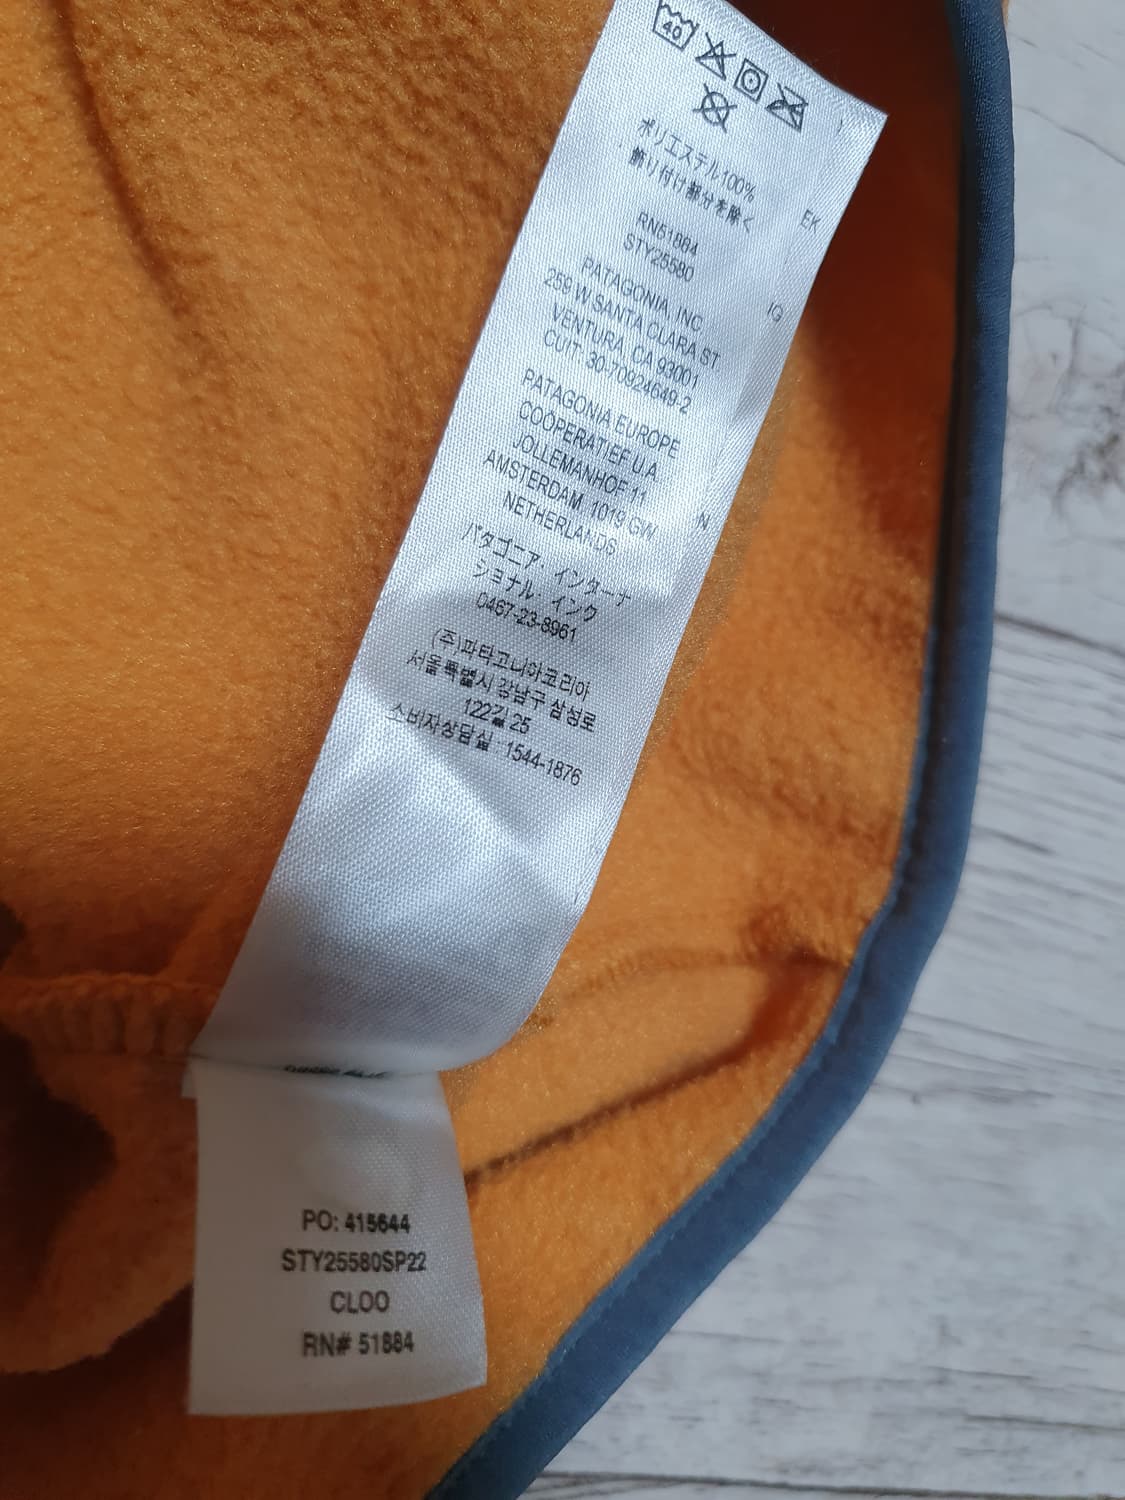 40
ポリエステル100%
飾り付け部分を除く
EK
RN51884
STY25580
IG
PATAGONIA, INC
259 W SANTA CLARA ST
VENTURA, CA 93001
CUIT: 30-70924649-2
PATAGONIA EUROPE
COÖPERATIEF U.A.
JOLLEMANHOF 11
AMSTERDAM, 1019 GW
NETHERLANDS
N
パタゴニア・インターナ
ショナル・インク
0467-23-8961
(주)파타고니아코리아
서울특별시 강남구 삼성로
122길 25
소비자상담실 : 1544-1876
PO: 415644
STY25580SP22
CLOO
RN# 51884